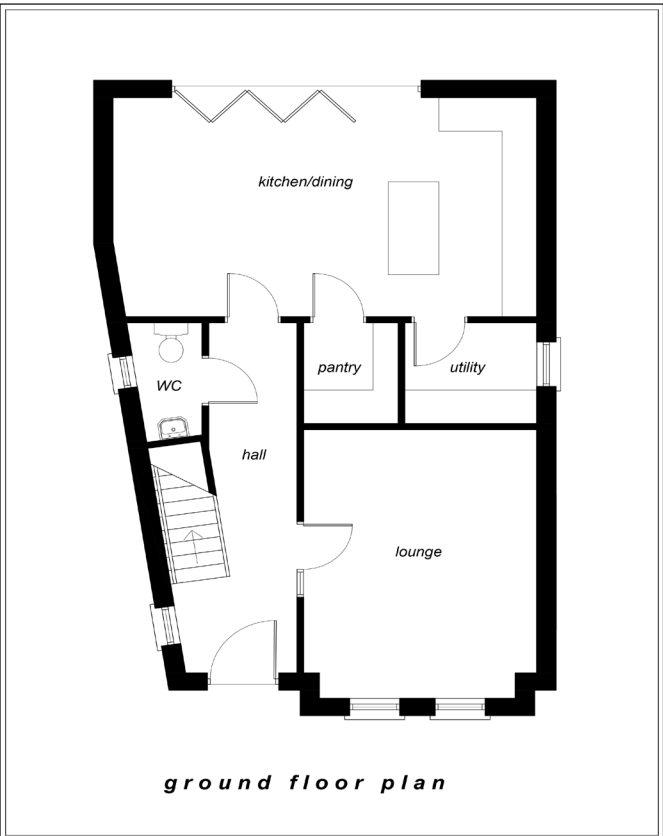 kitchen/dining
WC
pantry
utility
hall
lounge
ground floor plan